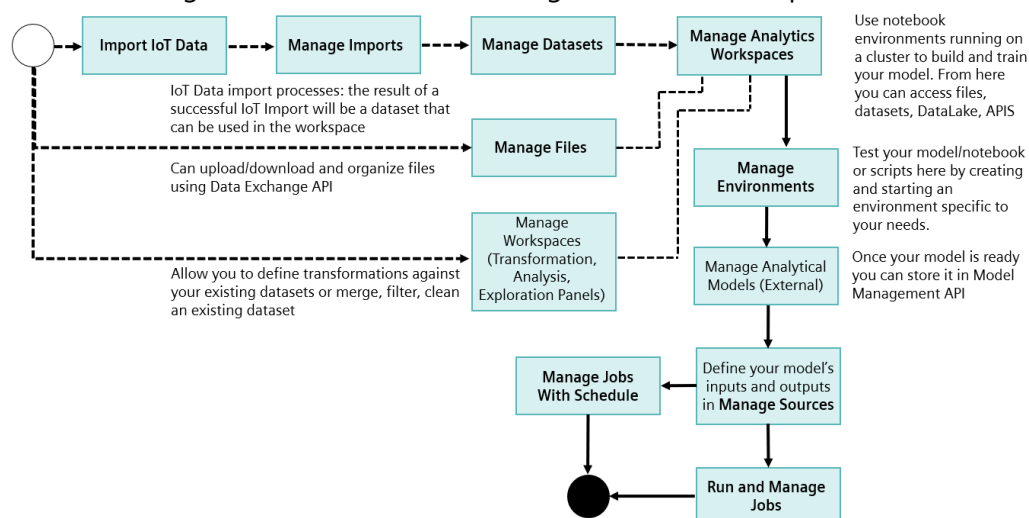 Import IoT Data
Manage Imports
Manage Datasets
Manage Analytics
Workspaces
Use notebook
environments running on
a cluster to build and train
your model. From here
you can access files,
datasets, DataLake, APIS
IoT Data import processes: the result of a
successful IoT Import will be a dataset that
can be used in the workspace
Manage Files
Can upload/download and organize files
using Data Exchange API
Manage
Environments
Test your model/notebook
or scripts here by creating
and starting an
environment specific to
your needs.
Manage
Workspaces
(Transformation,
Analysis,
Exploration Panels)
Allow you to define transformations against
your existing datasets or merge, filter, clean
an existing dataset
Manage Analytical
Models (External)
Once your model is ready
you can store it in Model
Management API
Manage Jobs
With Schedule
Define your model's
inputs and outputs
in Manage Sources
Run and Manage
Jobs